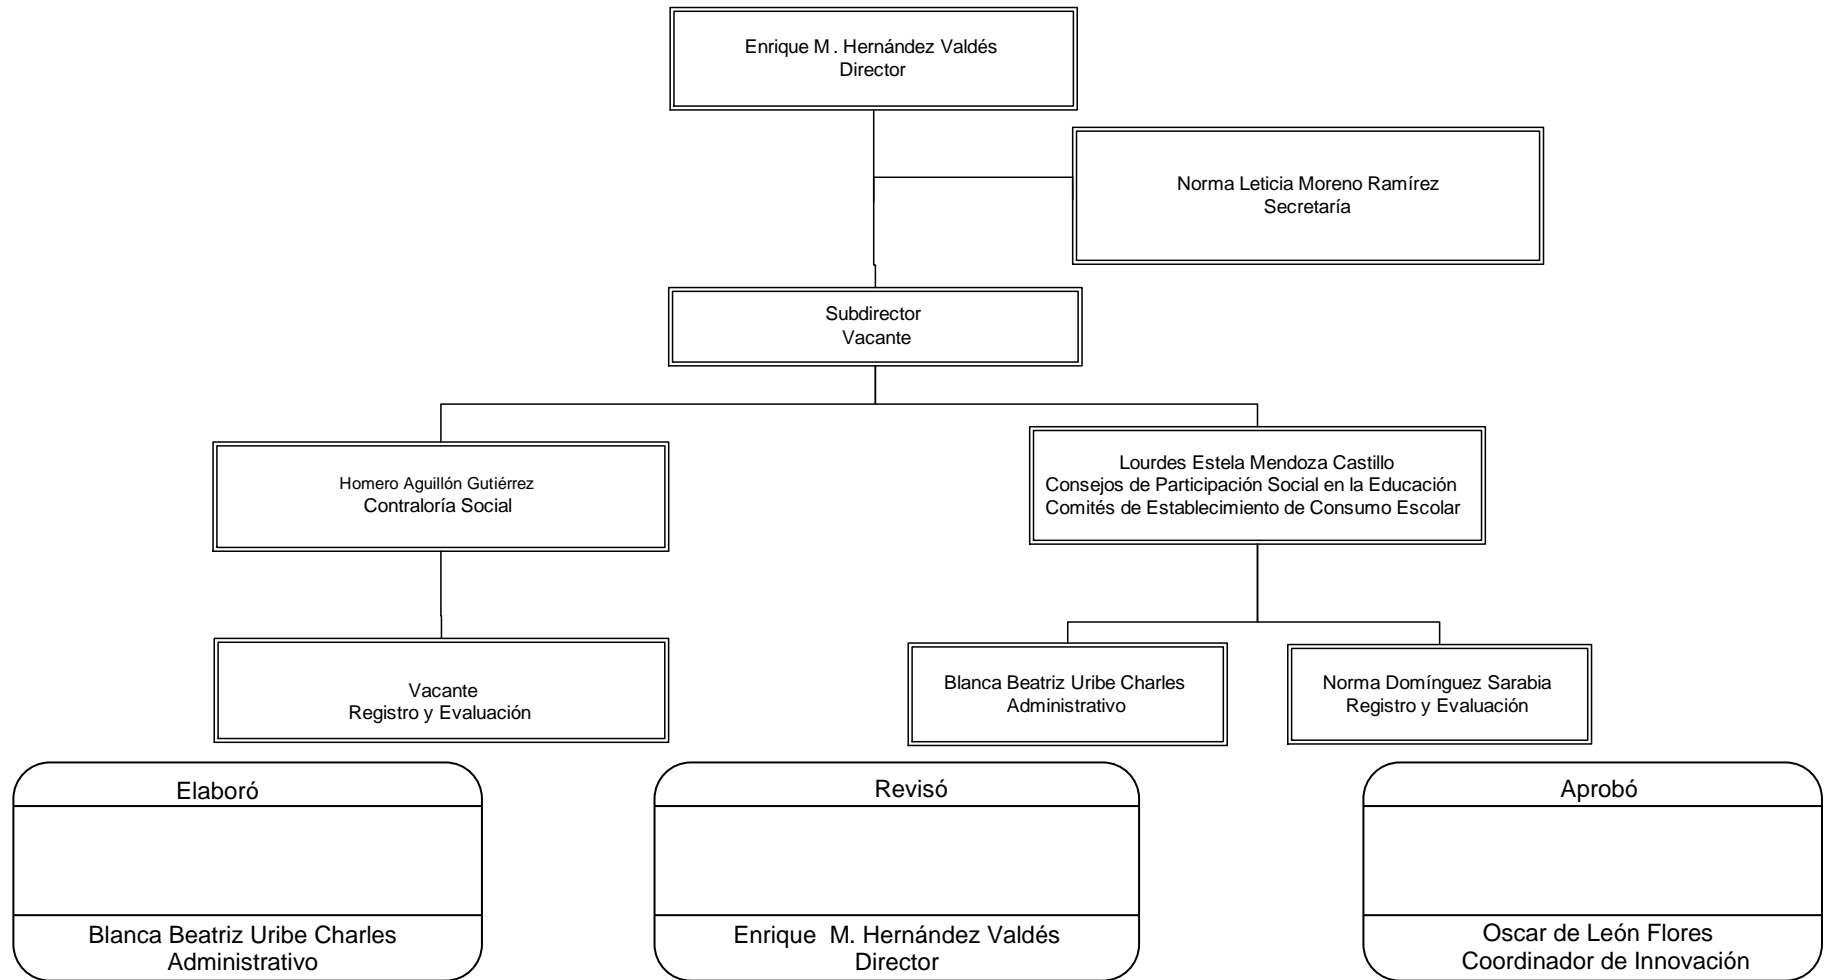 Enrique M. Hernández Valdés
Director
Norma Leticia Moreno Ramírez
Secretaría
Subdirector
Vacante
Homero Aguillón Gutiérrez
Contraloría Social
Lourdes Estela Mendoza Castillo
Consejos de Participación Social en la Educación
Comités de Establecimiento de Consumo Escolar
Vacante
Registro y Evaluación
Blanca Beatriz Uribe Charles
Administrativo
Norma Domínguez Sarabia
Registro y Evaluación
Elaboró
Blanca Beatriz Uribe Charles
Administrativo
Revisó
Enrique M. Hernández Valdés
Director
Aprobó
Oscar de León Flores
Coordinador de Innovación